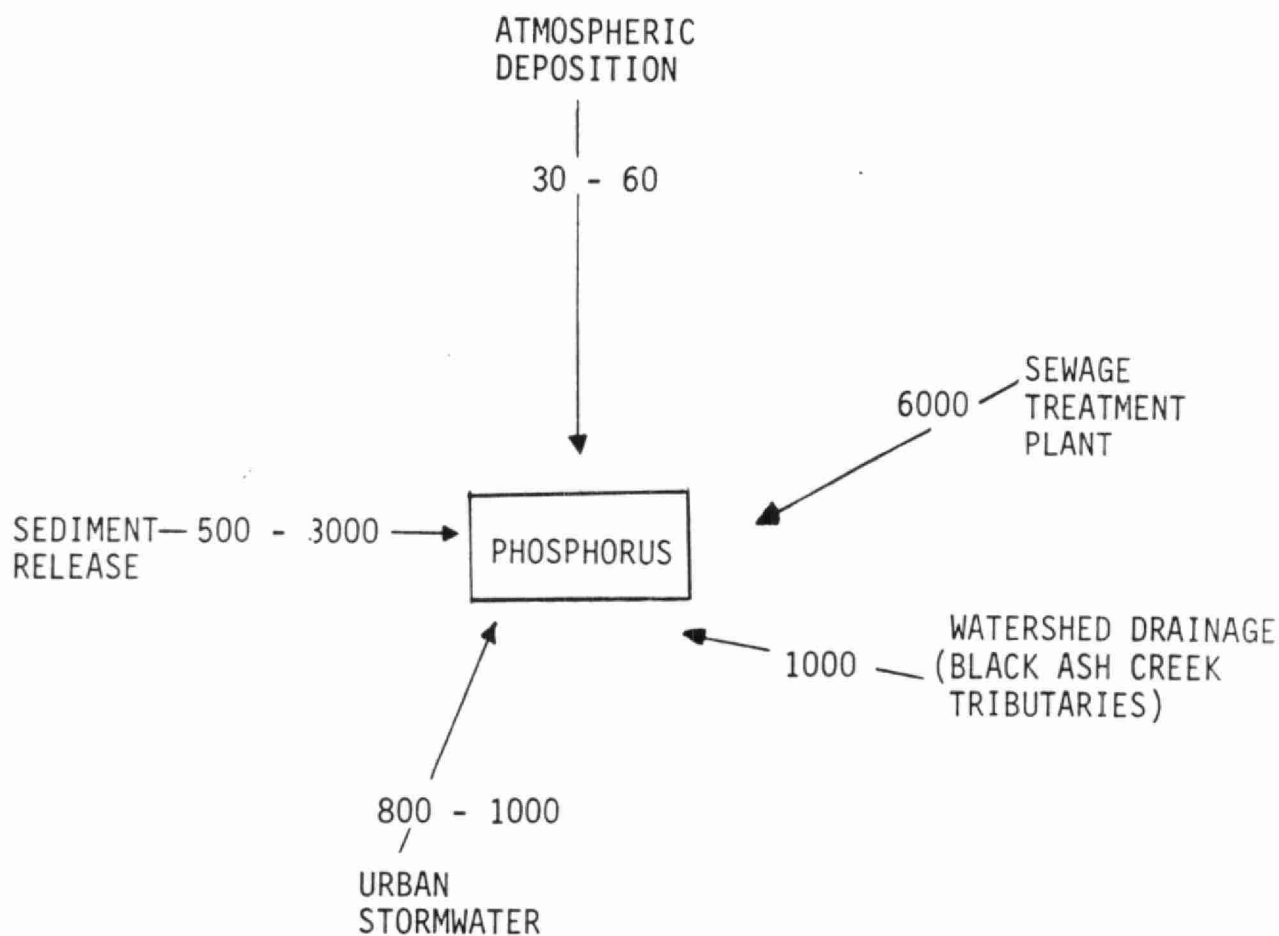 ATMOSPHERIC
DEPOSITION
30 - 60
SEWAGE
TREATMENT
PLANT
6000
SEDIMENT
RELEASE
500 - 3000
PHOSPHORUS
WATERSHED DRAINAGE
(BLACK ASH CREEK
TRIBUTARIES)
1000
800 - 1000
URBAN
STORMWATER